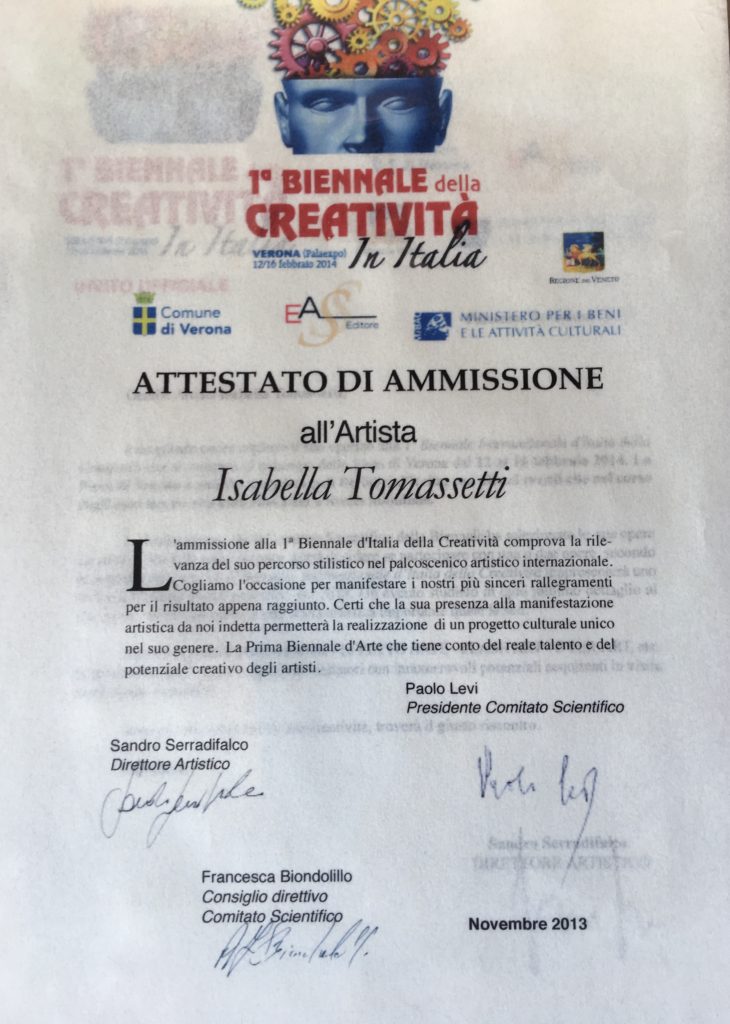 1ª BIENNALE della
CREATIVITÀ
In Italia
VERONA (Palaexpo)
12/16 febbraio 2014
REGIONE DEL VENETO
Comune
di Verona
EA
Editore
MINISTERO PER I BENI
E LE ATTIVITÀ CULTURALI
ATTESTATO DI AMMISSIONE
all'Artista
Isabella Tomassetti
L'ammissione alla 1ª Biennale d'Italia della Creatività comprova la rile-
vanza del suo percorso stilistico nel palcoscenico artistico internazionale.
Cogliamo l'occasione per manifestare i nostri più sinceri rallegramenti
per il risultato appena raggiunto. Certi che la sua presenza alla manifestazione
artistica da noi indetta permetterà la realizzazione di un progetto culturale unico
nel suo genere. La Prima Biennale d'Arte che tiene conto del reale talento e del
potenziale creativo degli artisti.
Paolo Levi
Presidente Comitato Scientifico
Sandro Serradifalco
Direttore Artistico
Sandro Serradifalco
DIRETTORE ARTISTICO
Francesca Biondolillo
Consiglio direttivo
Comitato Scientifico
Novembre 2013